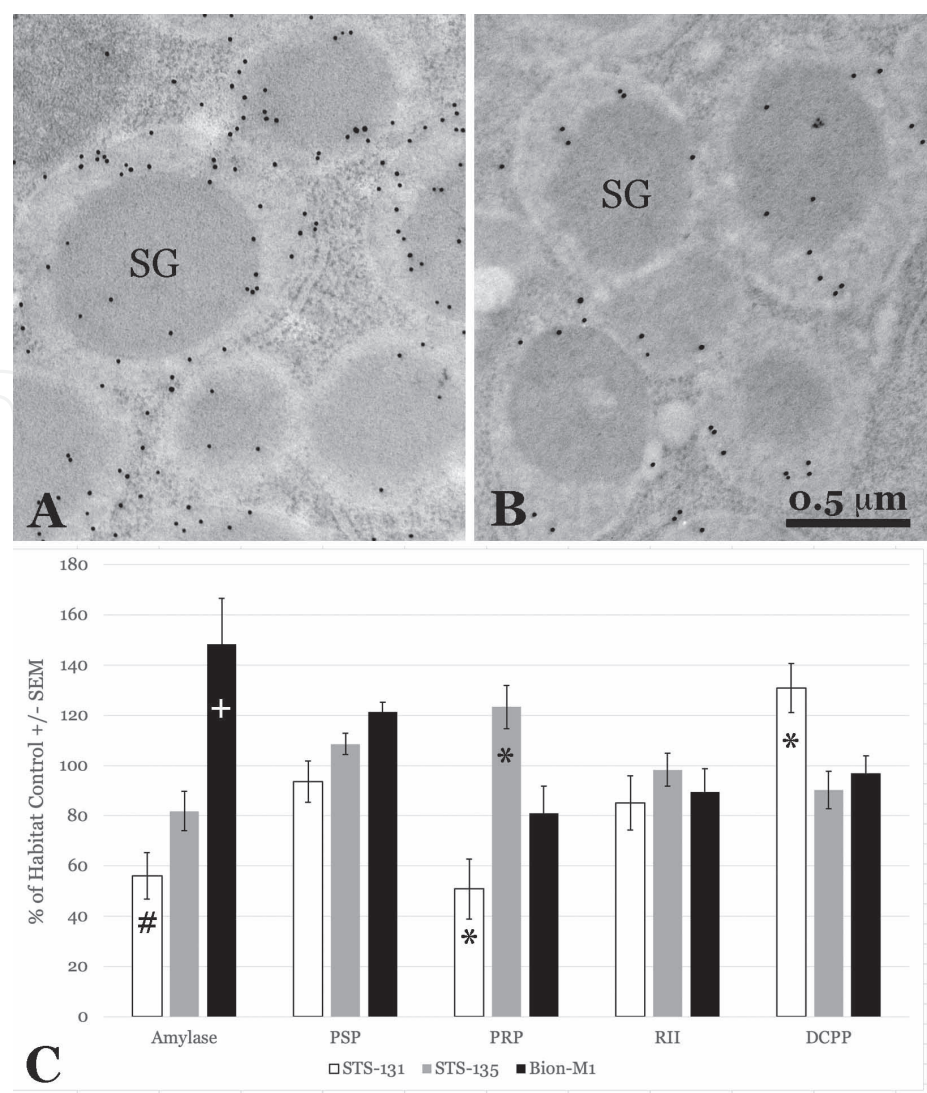 SG
A
SG
B
0.5 µm
180
160
140
120
100
80
60
40
20
0
% of Habitat Control +/- SEM
+
#
*
*
*
Amylase PSP PRP RII DCPP
C
STS-131 STS-135 Bion-M1